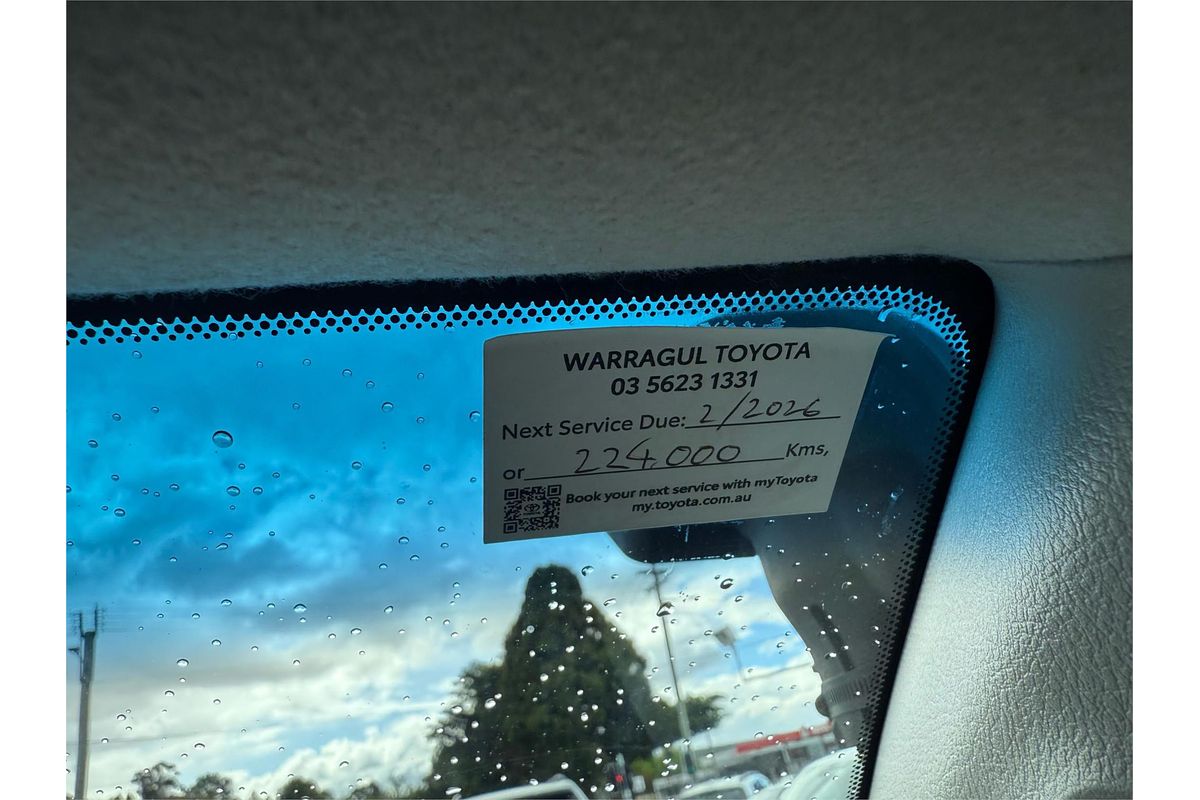 WARRAGUL TOYOTA
03 5623 1331
Next Service Due: 2/2026
or 224,000 Kms,
Book your next service with myToyota
my.toyota.com.au